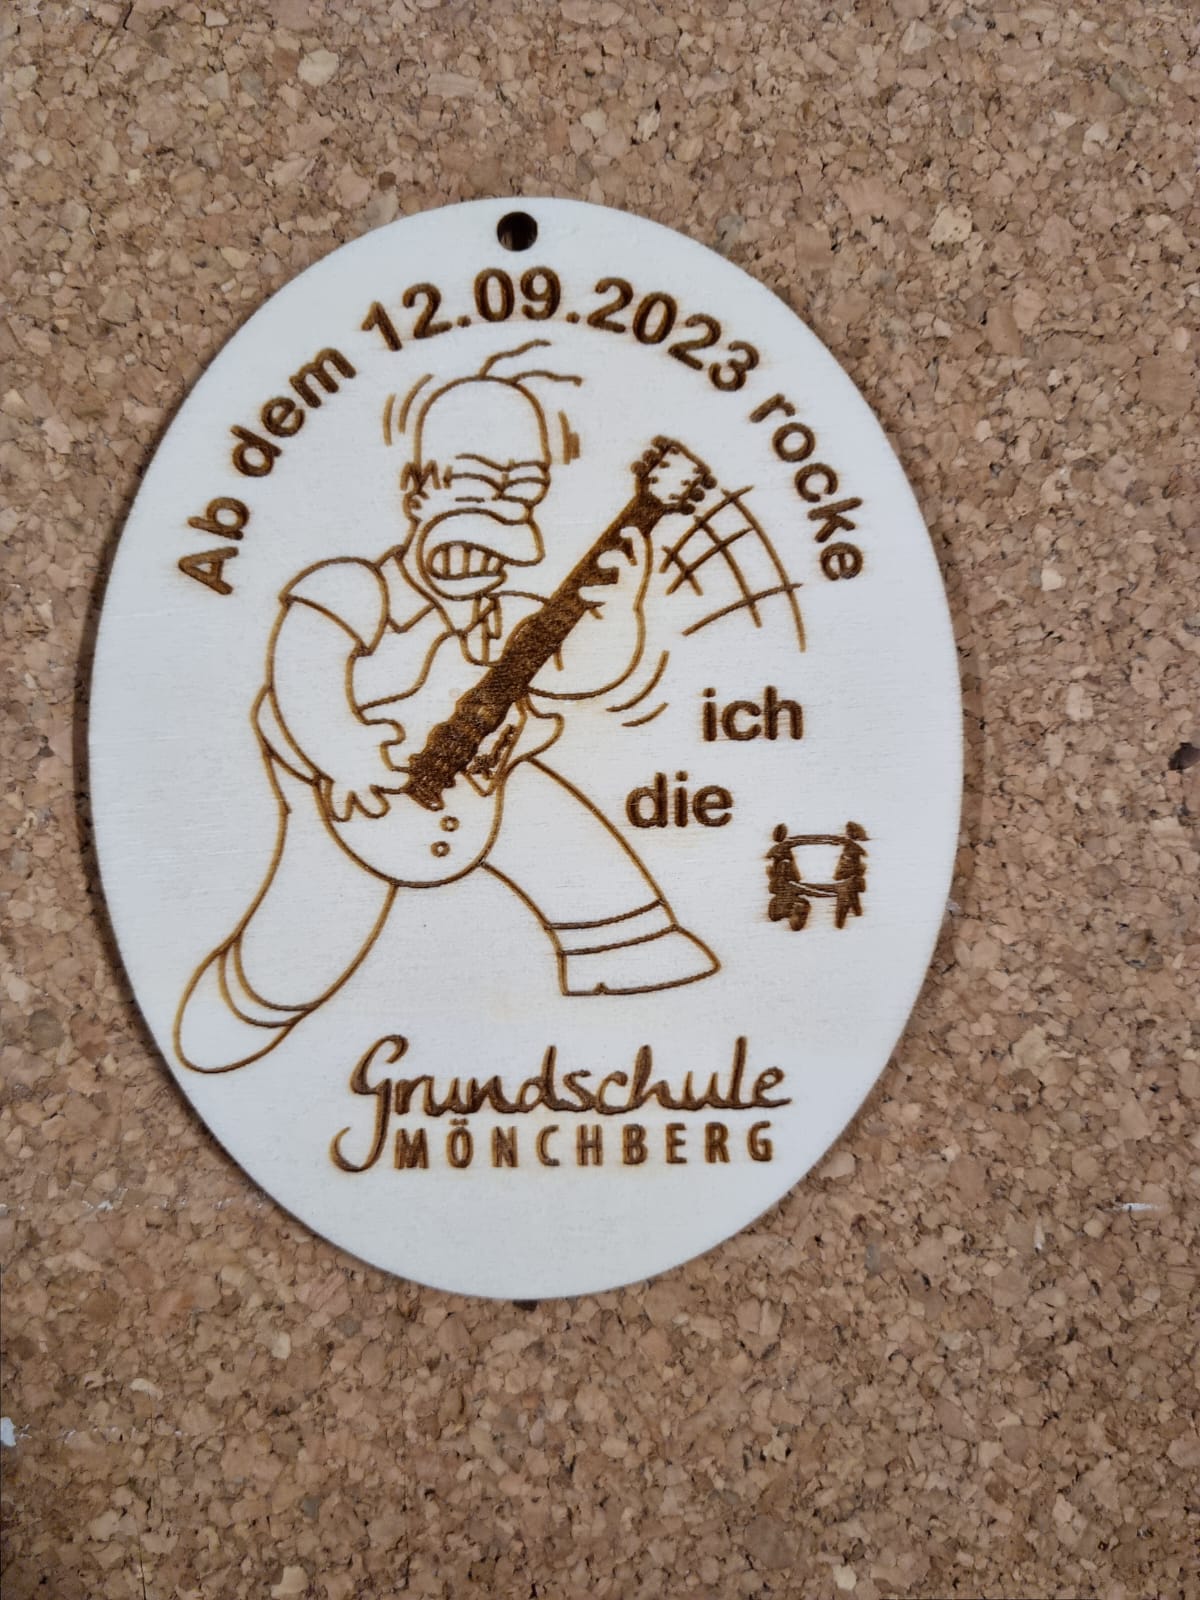 Ab dem 12.09.2023 rocke
ich
die
Grundschule
MÖNCHBERG